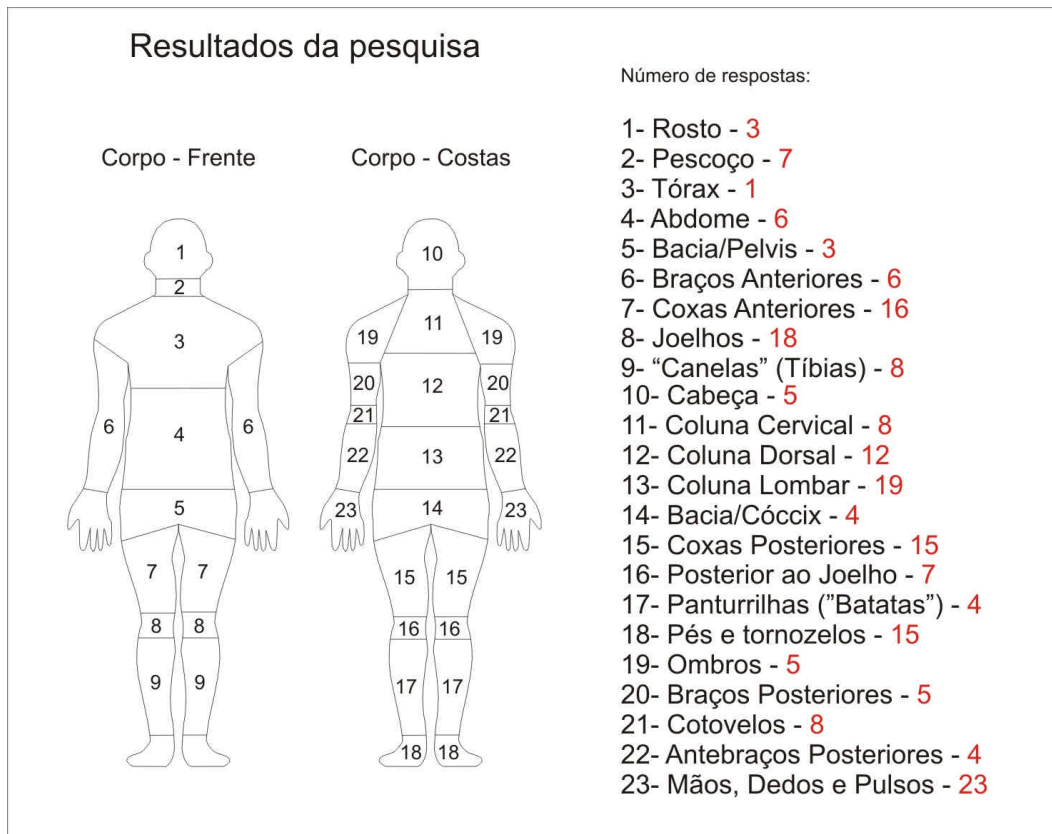 Resultados da pesquisa
Corpo - Frente
Corpo - Costas
1
2
3
6
4
6
5
7
7
8
8
9
9
10
19
11
19
20
12
20
21
21
22
13
22
23
14
23
15
15
16
16
17
17
18
18
Número de respostas:
1- Rosto - 3
2- Pescoço - 7
3- Tórax - 1
4- Abdome - 6
5- Bacia/Pelvis - 3
6- Braços Anteriores - 6
7- Coxas Anteriores - 16
8- Joelhos - 18
9- “Canelas” (Tíbias) - 8
10- Cabeça - 5
11- Coluna Cervical - 8
12- Coluna Dorsal - 12
13- Coluna Lombar - 19
14- Bacia/Cóccix - 4
15- Coxas Posteriores - 15
16- Posterior ao Joelho - 7
17- Panturrilhas (”Batatas”) - 4
18- Pés e tornozelos - 15
19- Ombros - 5
20- Braços Posteriores - 5
21- Cotovelos - 8
22- Antebraços Posteriores - 4
23- Mãos, Dedos e Pulsos - 23